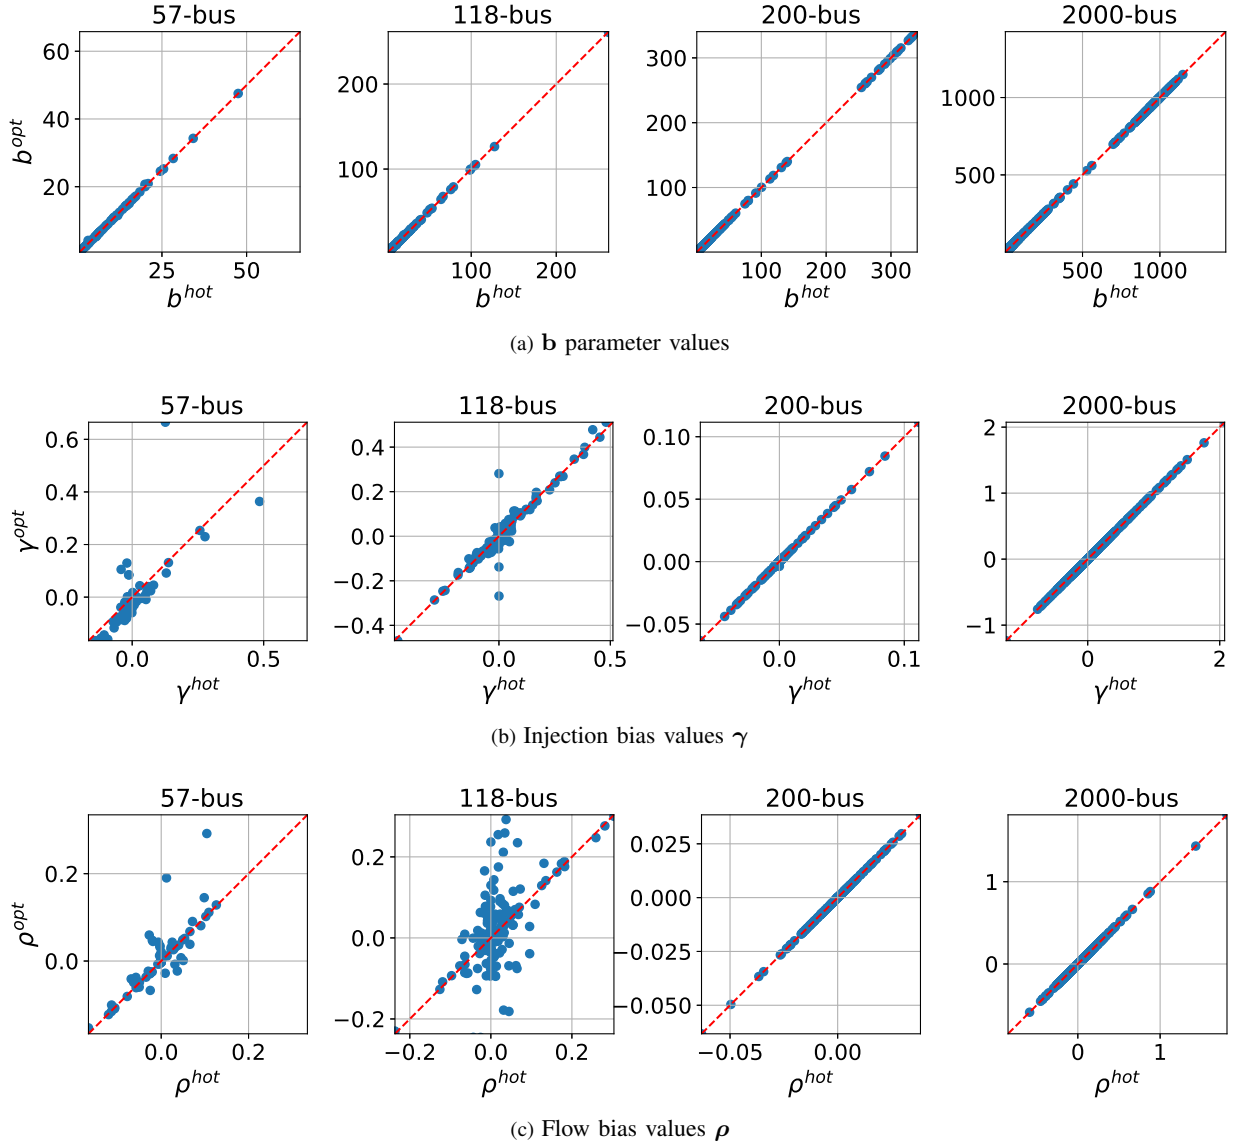 57-bus 118-bus 200-bus 2000-bus
60
40
20
200
100
300
200
100
1000
500
b^{opt}
25 50 100 200 100 200 300 500 1000
b^{hot} b^{hot} b^{hot} b^{hot}
(a) b parameter values
57-bus 118-bus 200-bus 2000-bus
0.6
0.4
0.2
0.0
0.4
0.2
0.0
−0.2
−0.4
0.10
0.05
0.00
−0.05
2
1
0
−1
γ^{opt}
0.0 0.5 0.0 0.5 0.0 0.1 0 2
γ^{hot} γ^{hot} γ^{hot} γ^{hot}
(b) Injection bias values γ
57-bus 118-bus 200-bus 2000-bus
0.2
0.0
0.2
0.0
−0.2
0.025
0.000
−0.025
−0.050
1
0
ρ^{opt}
0.0 0.2 −0.2 0.0 0.2 −0.05 0.00 0 1
ρ^{hot} ρ^{hot} ρ^{hot} ρ^{hot}
(c) Flow bias values ρ